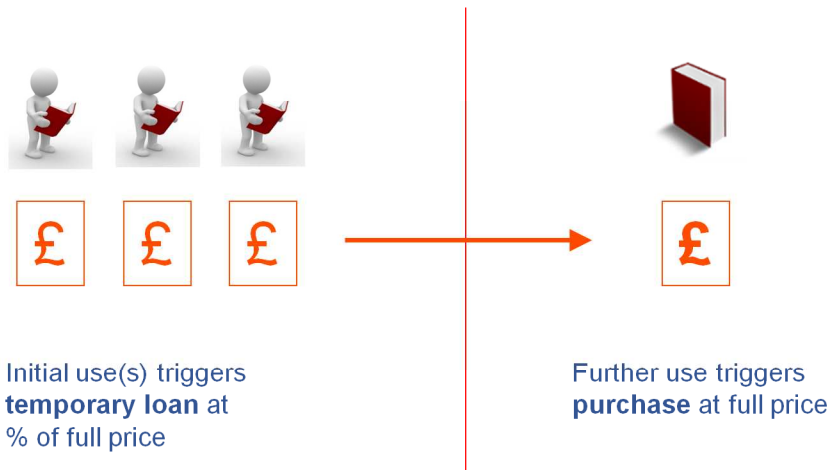 £ £ £ £
Initial use(s) triggers
temporary loan at
% of full price
Further use triggers
purchase at full price